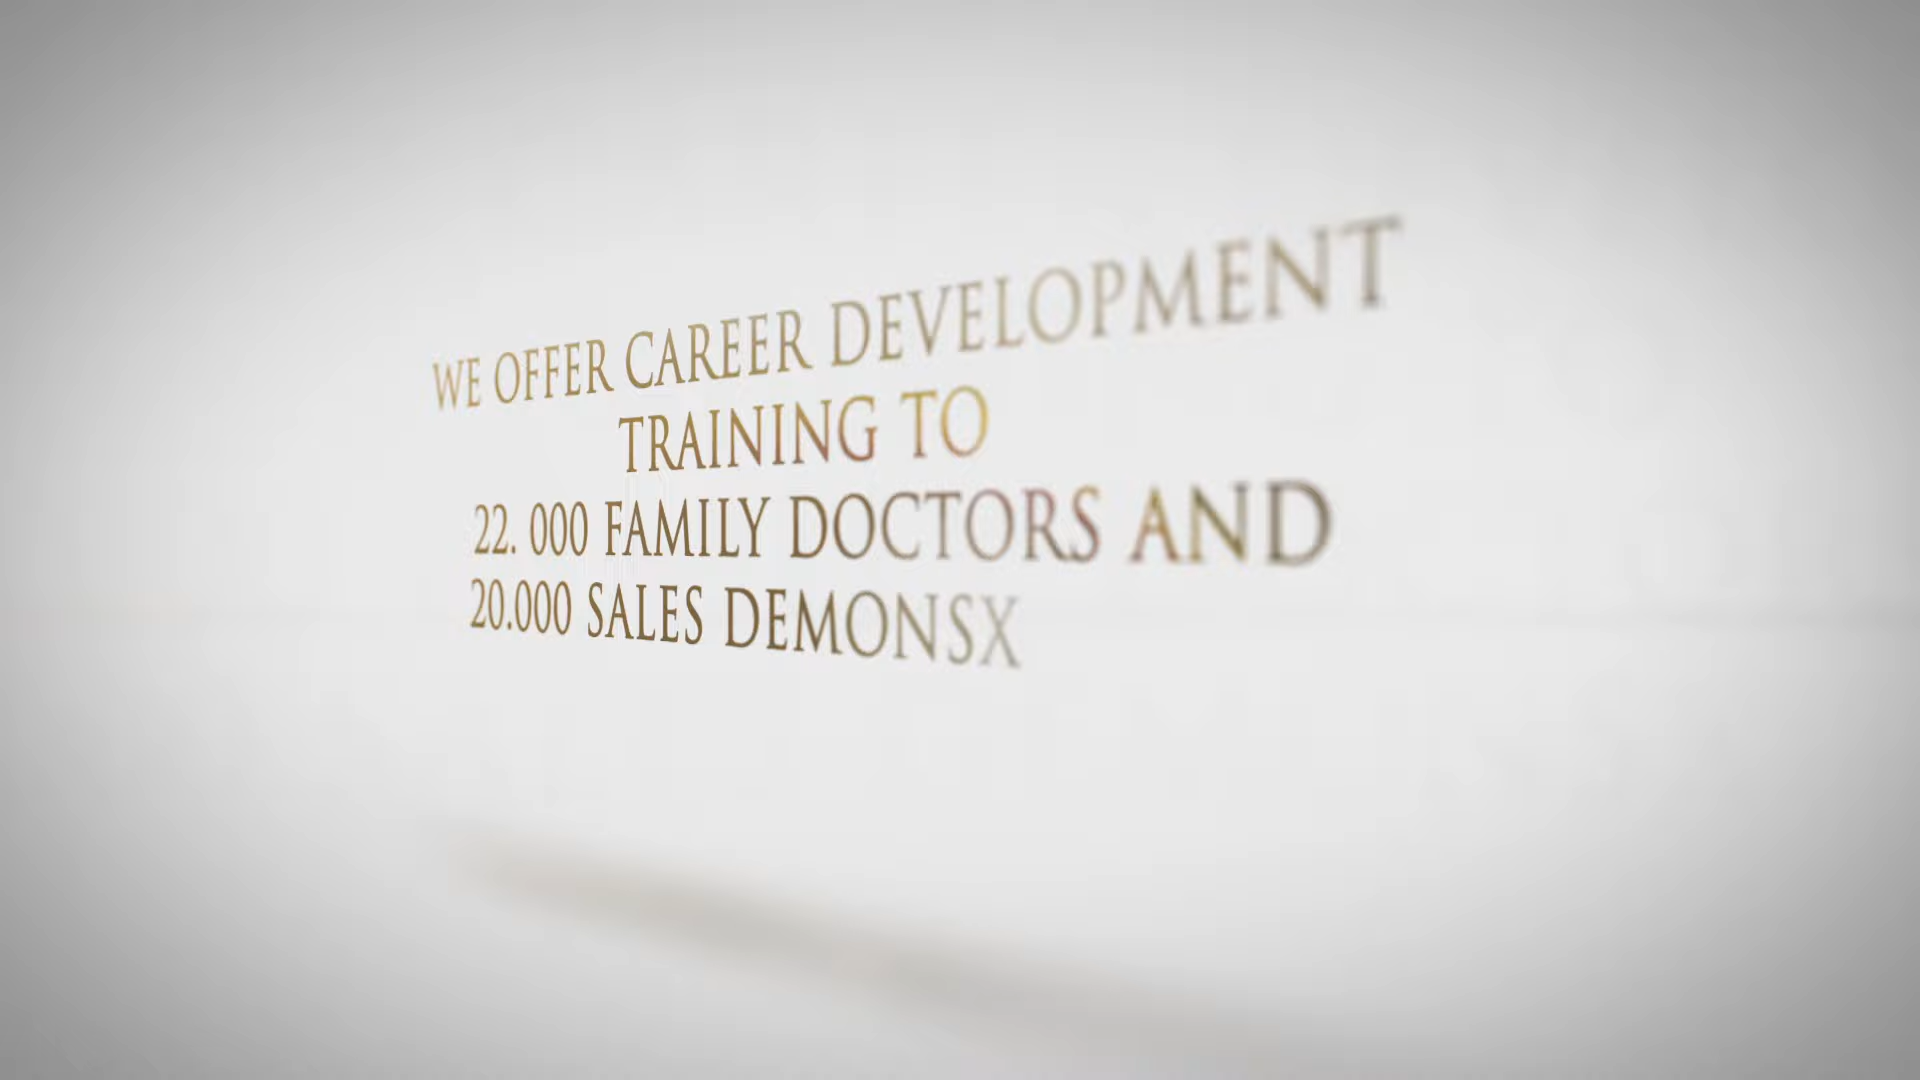 WE OFFER CAREER DEVELOPMENT
TRAINING TO
22. 000 FAMILY DOCTORS AND
20.000 SALES DEMONSX